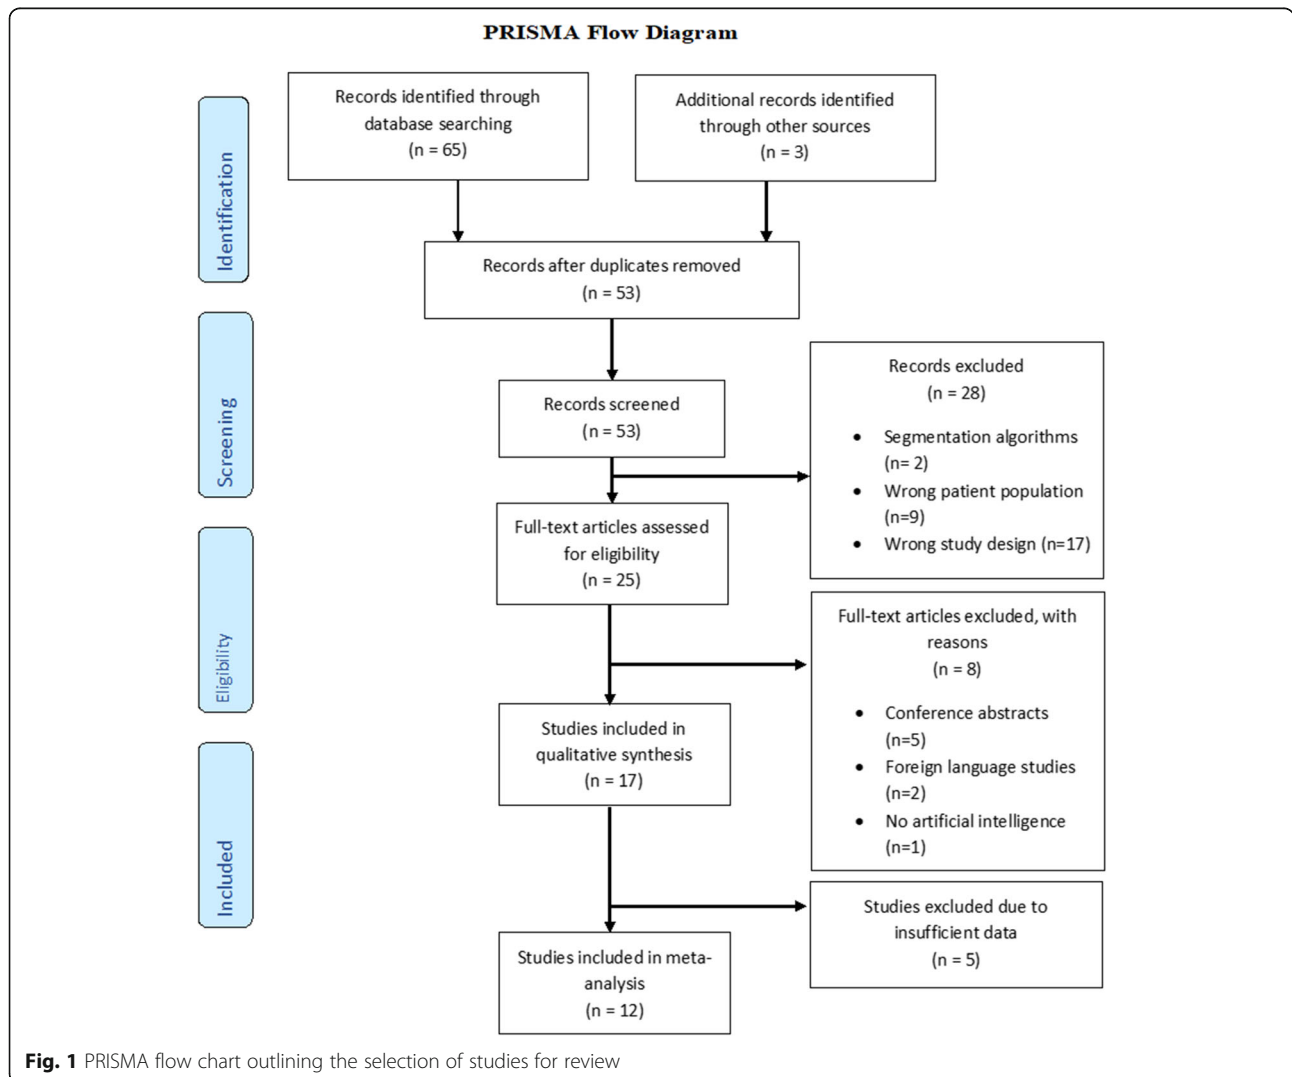 PRISMA Flow Diagram
Records identified through
database searching
(n = 65)
Additional records identified
through other sources
(n = 3)
Identification
Records after duplicates removed
(n = 53)
Screening
Records screened
(n = 53)
Records excluded
(n = 28)
• Segmentation algorithms
(n= 2)
• Wrong patient population
(n=9)
• Wrong study design (n=17)
Eligibility
Full-text articles assessed
for eligibility
(n = 25)
Full-text articles excluded, with
reasons
(n = 8)
• Conference abstracts
(n=5)
• Foreign language studies
(n=2)
• No artificial intelligence
(n=1)
Studies included in
qualitative synthesis
(n = 17)
Included
Studies excluded due to
insufficient data
(n = 5)
Studies included in meta-
analysis
(n = 12)
Fig. 1 PRISMA flow chart outlining the selection of studies for review